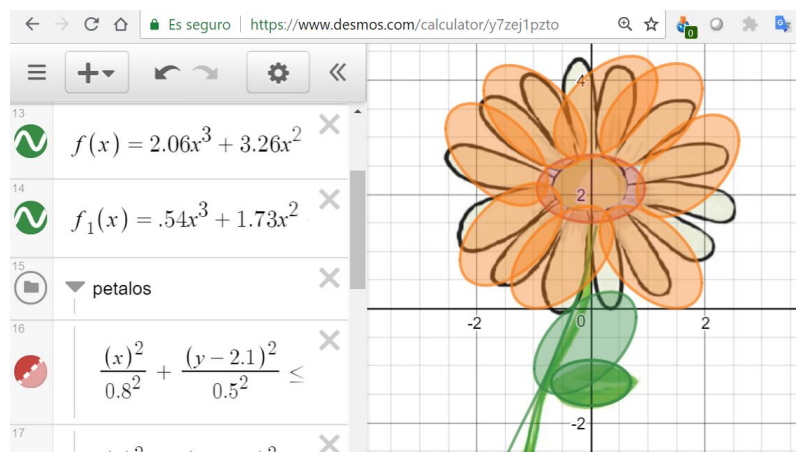 Es seguro | https://www.desmos.com/calculator/y7zej1pzto
0
13
f(x) = 2.06x³ + 3.26x²
14
f₁(x) = .54x³ + 1.73x²
15
petalos
16
(x)²/0.8² + (y − 2.1)²/0.5² ≤
17
4
2
-2
0
2
-2